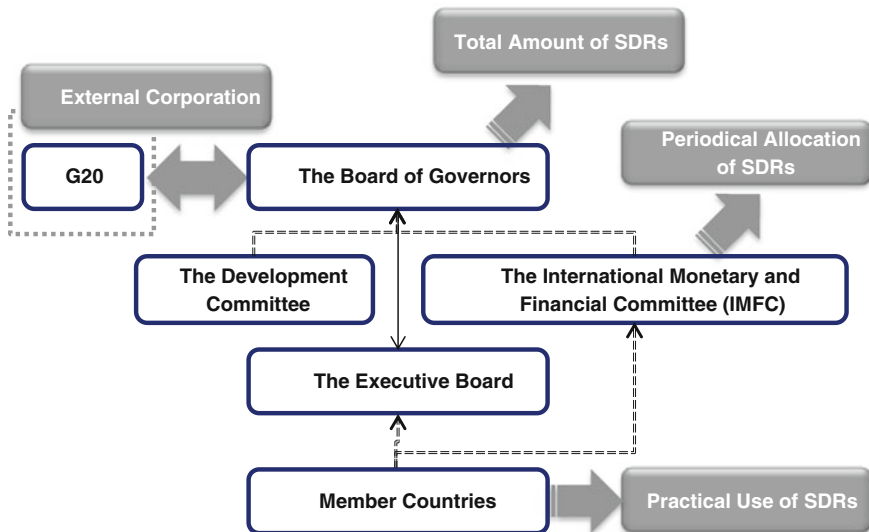 Total Amount of SDRs
External Corporation
Periodical Allocation
of SDRs
G20
The Board of Governors
The Development
Committee
The International Monetary and
Financial Committee (IMFC)
The Executive Board
Member Countries
Practical Use of SDRs